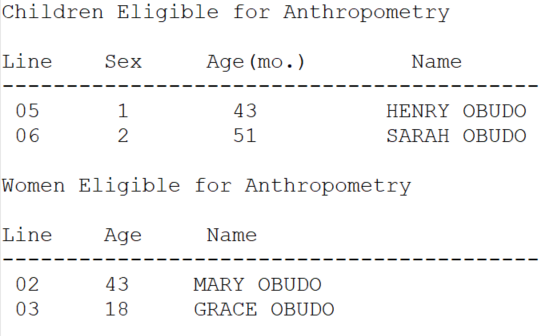 Children Eligible for Anthropometry
Line Sex Age(mo.) Name
------------------------------------------
05 1 43 HENRY OBUDO
06 2 51 SARAH OBUDO
Women Eligible for Anthropometry
Line Age Name
------------------------------------------
02 43 MARY OBUDO
03 18 GRACE OBUDO